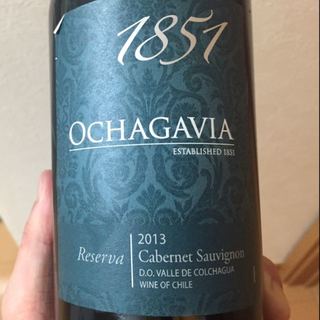 1851
OCHAGAVIA
ESTABLISHED 1851
2013
Reserva Cabernet Sauvignon
D.O. VALLE DE COLCHAGUA
WINE OF CHILE